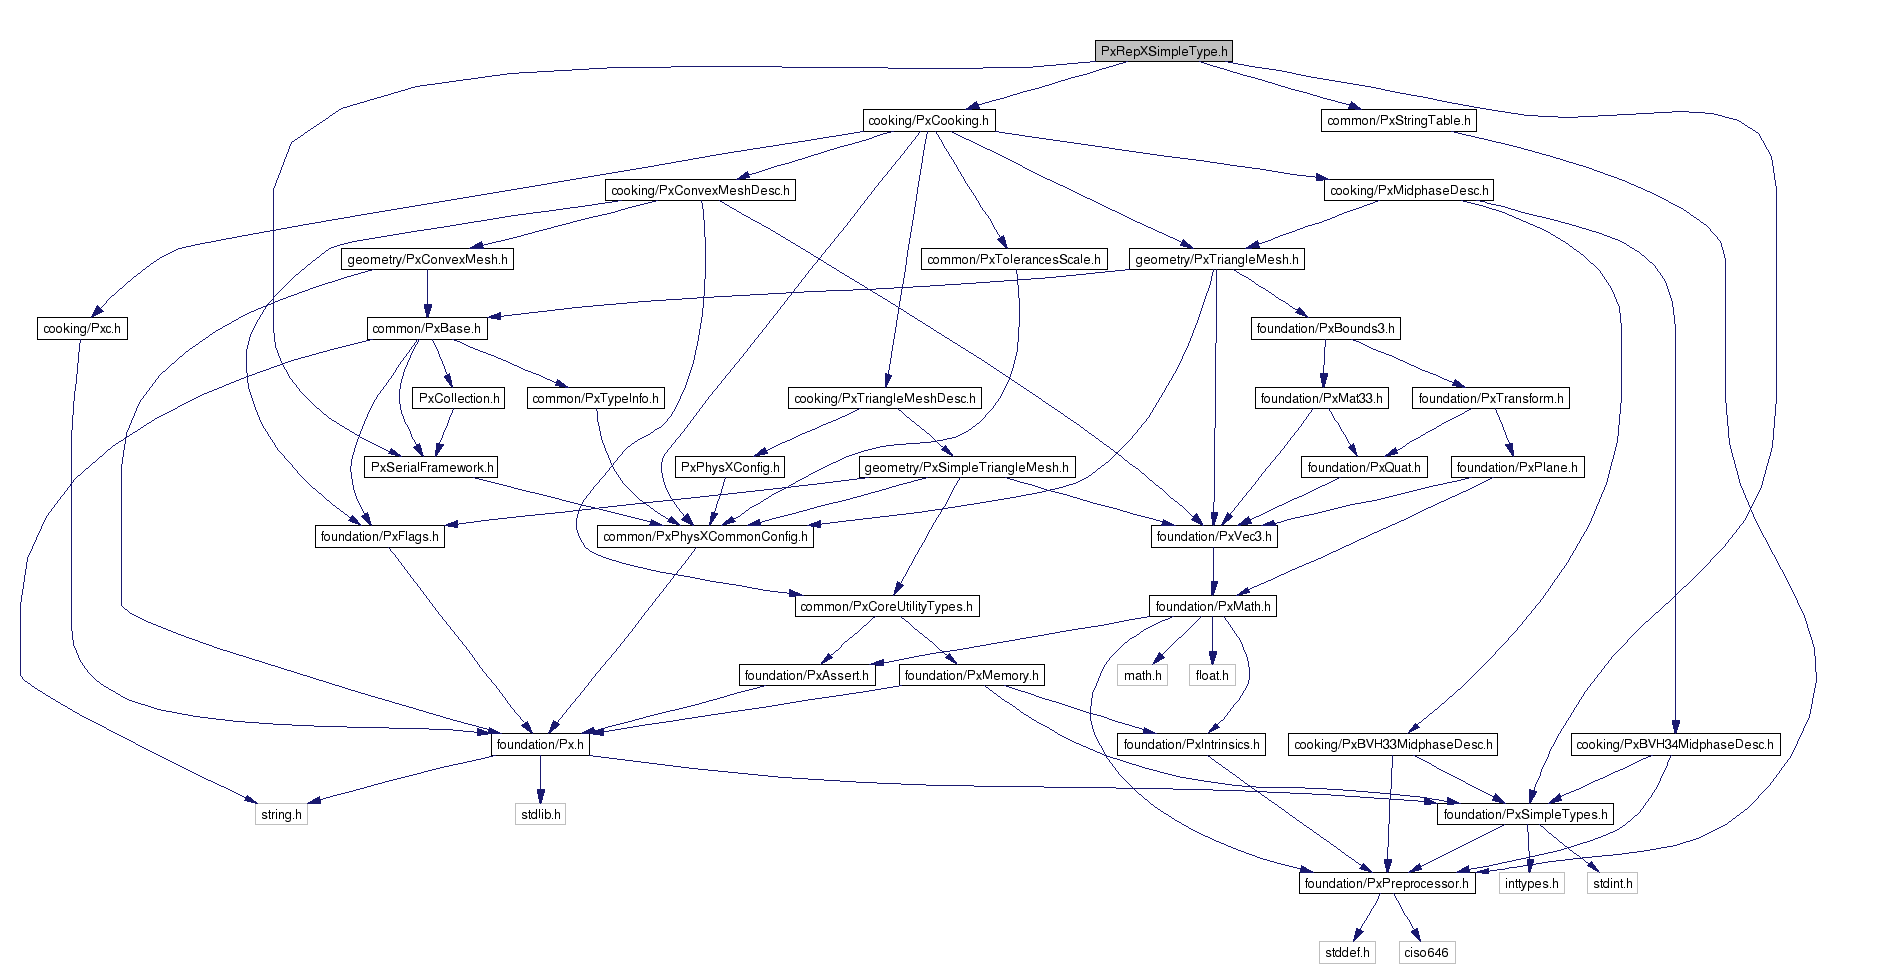 PxRepXSimpleType.h
cooking/PxCooking.h
common/PxStringTable.h
cooking/PxConvexMeshDesc.h
cooking/PxMidphaseDesc.h
geometry/PxConvexMesh.h
common/PxTolerancesScale.h
geometry/PxTriangleMesh.h
cooking/Pxc.h
common/PxBase.h
foundation/PxBounds3.h
PxCollection.h
common/PxTypeInfo.h
cooking/PxTriangleMeshDesc.h
foundation/PxMat33.h
foundation/PxTransform.h
PxSerialFramework.h
PxPhysXConfig.h
geometry/PxSimpleTriangleMesh.h
foundation/PxQuat.h
foundation/PxPlane.h
foundation/PxFlags.h
common/PxPhysXCommonConfig.h
foundation/PxVec3.h
common/PxCoreUtilityTypes.h
foundation/PxMath.h
foundation/PxAssert.h
foundation/PxMemory.h
math.h
float.h
foundation/Px.h
foundation/PxIntrinsics.h
cooking/PxBVH33MidphaseDesc.h
cooking/PxBVH34MidphaseDesc.h
string.h
stdlib.h
foundation/PxSimpleTypes.h
foundation/PxPreprocessor.h
inttypes.h
stdint.h
stddef.h
ciso646